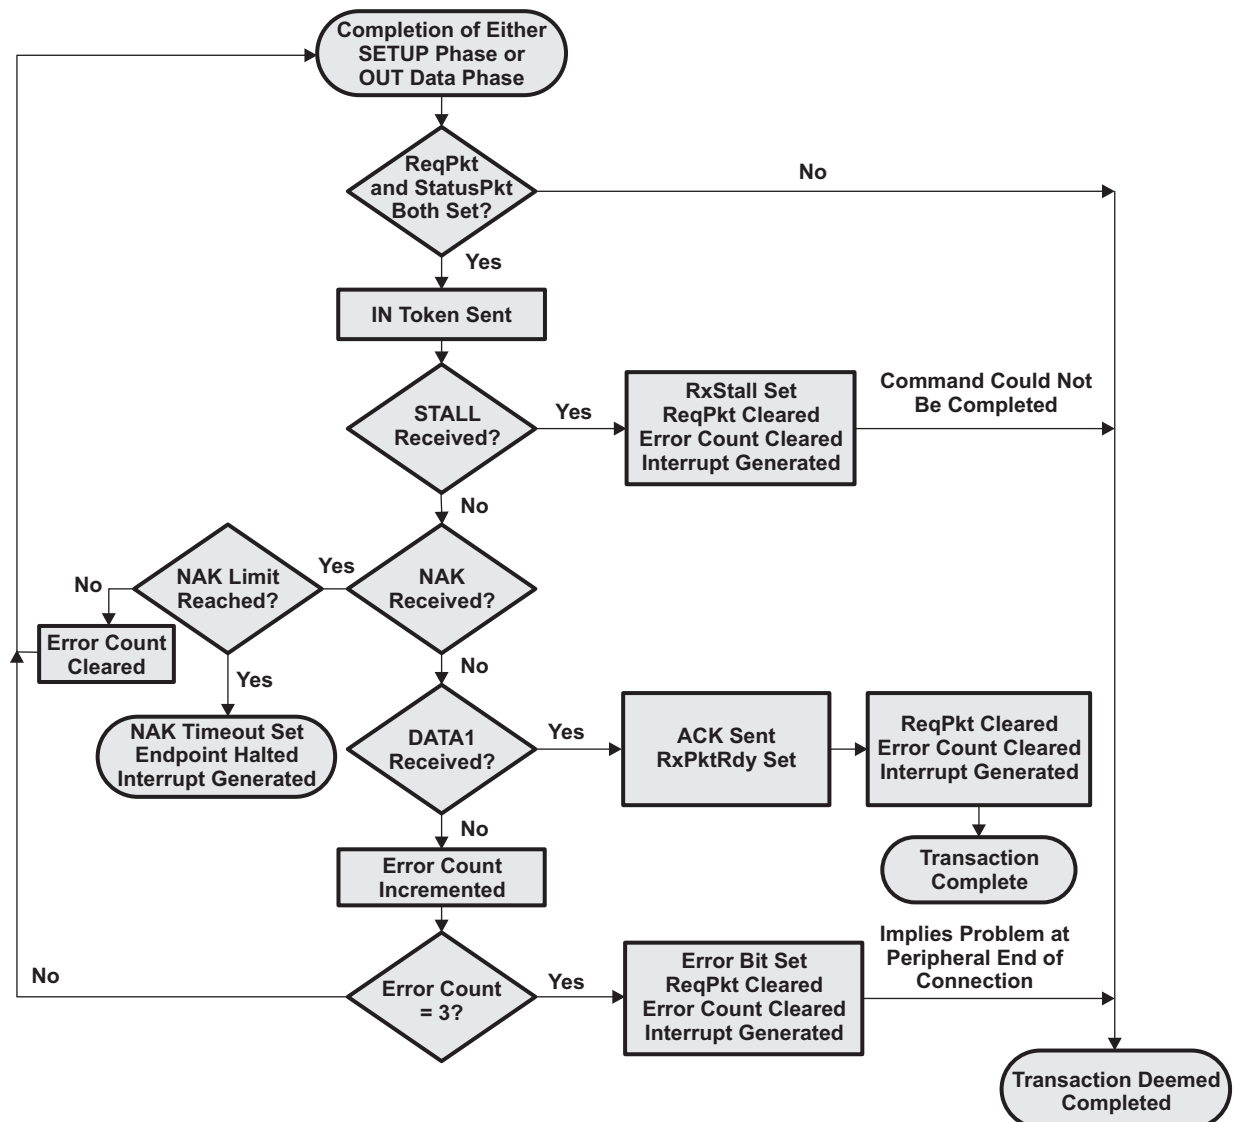 Completion of Either
SETUP Phase or
OUT Data Phase
ReqPkt
and StatusPkt
Both Set?
No
Yes
IN Token Sent
STALL
Received?
Yes
RxStall Set
ReqPkt Cleared
Error Count Cleared
Interrupt Generated
Command Could Not
Be Completed
No
NAK
Received?
Yes
NAK Limit
Reached?
No
Error Count
Cleared
Yes
NAK Timeout Set
Endpoint Halted
Interrupt Generated
No
DATA1
Received?
Yes
ACK Sent
RxPktRdy Set
ReqPkt Cleared
Error Count Cleared
Interrupt Generated
Transaction
Complete
No
Error Count
Incremented
Error Count
= 3?
No
Yes
Error Bit Set
ReqPkt Cleared
Error Count Cleared
Interrupt Generated
Implies Problem at
Peripheral End of
Connection
Transaction Deemed
Completed